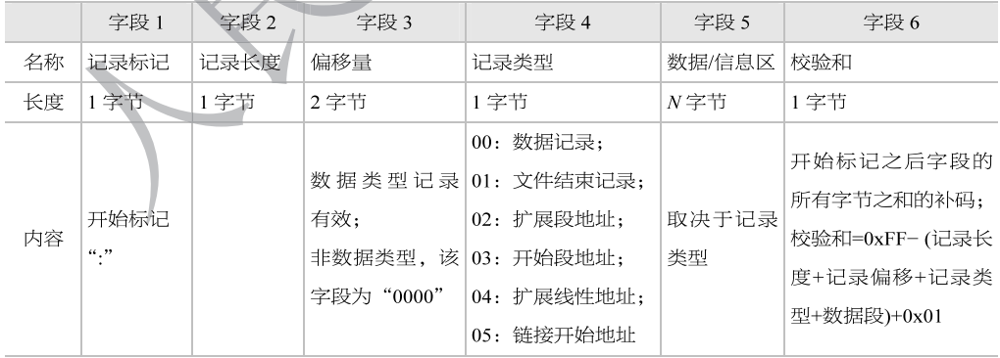 字段 1 字段 2 字段 3 字段 4 字段 5 字段 6
名称 记录标记 记录长度 偏移量 记录类型 数据/信息区 校验和
长度 1 字节 1 字节 2 字节 1 字节 N 字节 1 字节
内容
开始标记
“:”
数据类型记录
有效；
非数据类型，该
字段为“0000”
00：数据记录；
01：文件结束记录；
02：扩展段地址；
03：开始段地址；
04：扩展线性地址；
05：链接开始地址
取决于记录
类型
开始标记之后字段的
所有字节之和的补码；
校验和=0xFF− (记录长
度+记录偏移+记录类
型+数据段)+0x01